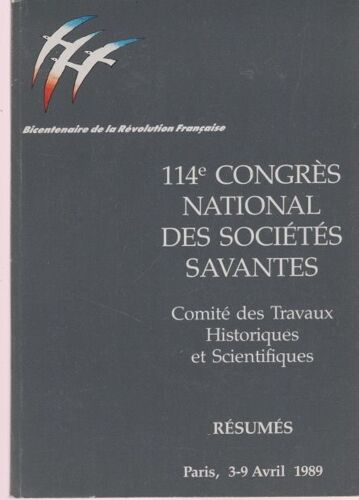 Bicentenaire de la Révolution Française
114e CONGRÈS
NATIONAL
DES SOCIÉTÉS
SAVANTES
Comité des Travaux
Historiques
et Scientifiques
RÉSUMÉS
Paris, 3-9 Avril 1989